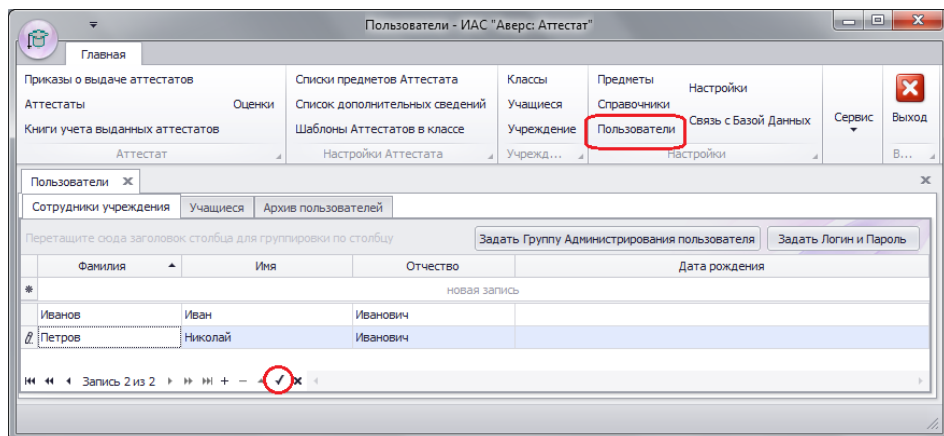 Пользователи - ИАС "Аверс: Аттестат"
Главная
Приказы о выдаче аттестатов
Аттестаты Оценки
Книги учета выданных аттестатов
Аттестат
Списки предметов Аттестата
Список дополнительных сведений
Шаблоны Аттестатов в классе
Настройки Аттестата
Классы
Учащиеся
Учреждение
Учрежд...
Предметы
Справочники
Пользователи
Настройки
Связь с Базой Данных
Настройки
Сервис
Выход
В...
Пользователи
Сотрудники учреждения Учащиеся Архив пользователей
Перетащите сюда заголовок столбца для группировки по столбцу Задать Группу Администрирования пользователя Задать Логин и Пароль
Фамилия Имя Отчество Дата рождения
новая запись
Иванов Иван Иванович
Петров Николай Иванович
Запись 2 из 2